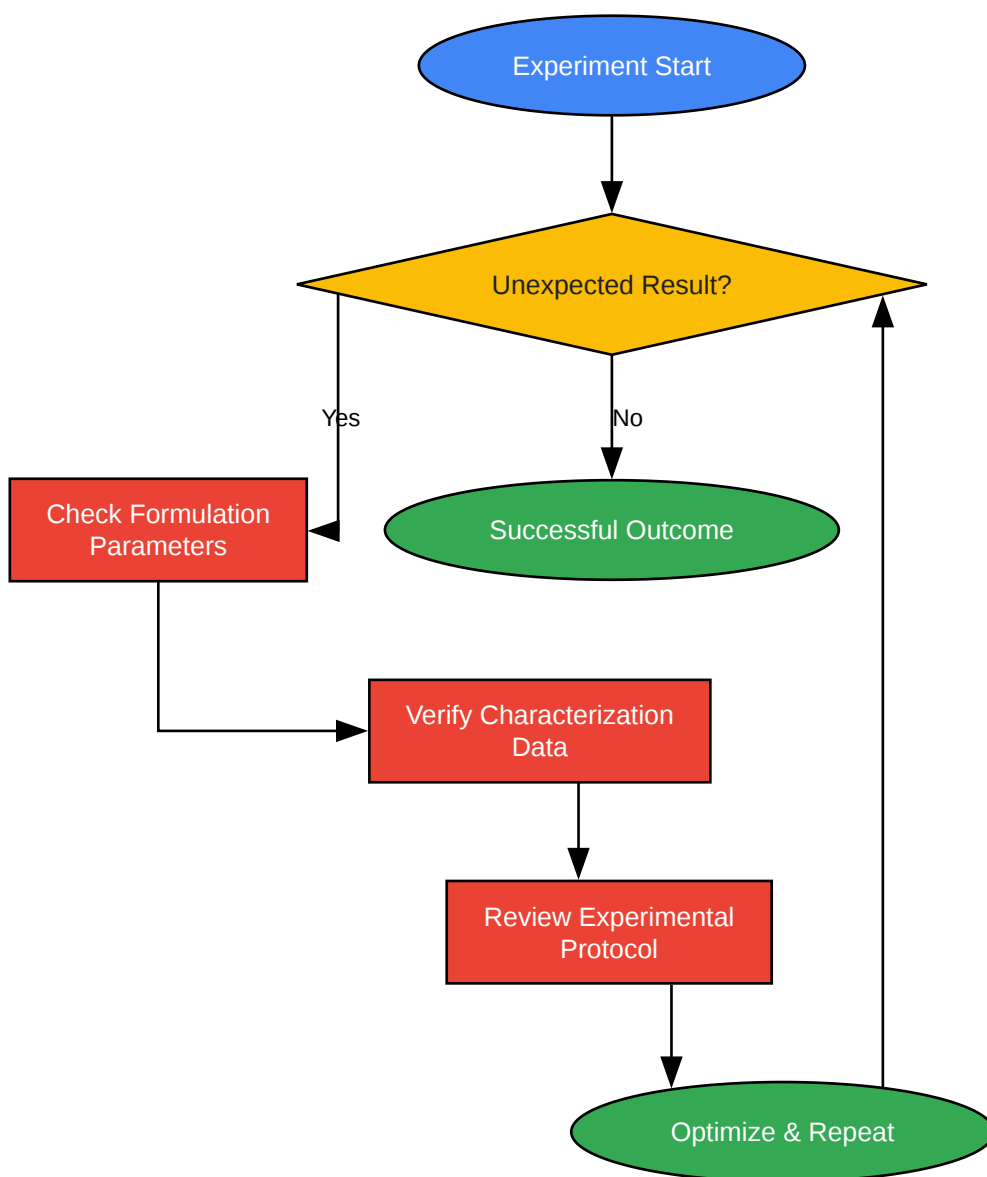 Experiment Start
Unexpected Result?
Yes
No
Check Formulation
Parameters
Successful Outcome
Verify Characterization
Data
Review Experimental
Protocol
Optimize & Repeat